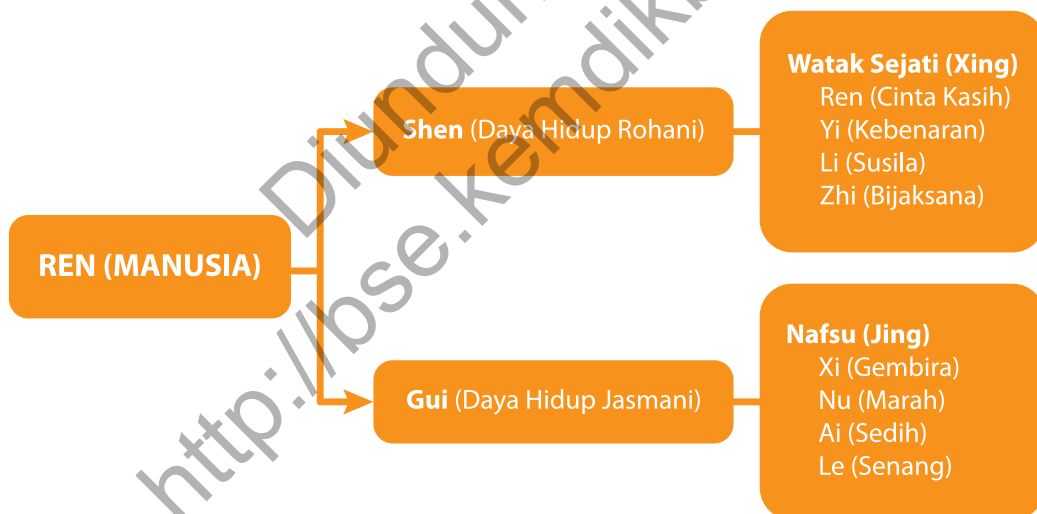 REN (MANUSIA)
Shen (Daya Hidup Rohani)
Watak Sejati (Xing)
Ren (Cinta Kasih)
Yi (Kebenaran)
Li (Susila)
Zhi (Bijaksana)
Gui (Daya Hidup Jasmani)
Nafsu (Jing)
Xi (Gembira)
Nu (Marah)
Ai (Sedih)
Le (Senang)
http://bse.kemdikb